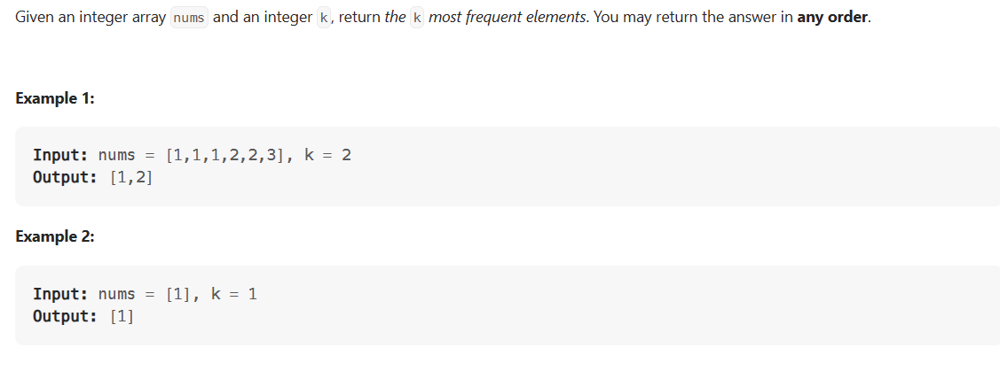 Given an integer array nums and an integer k, return the k most frequent elements. You may return the answer in any order.
Example 1:
Input: nums = [1,1,1,2,2,3], k = 2
Output: [1,2]
Example 2:
Input: nums = [1], k = 1
Output: [1]